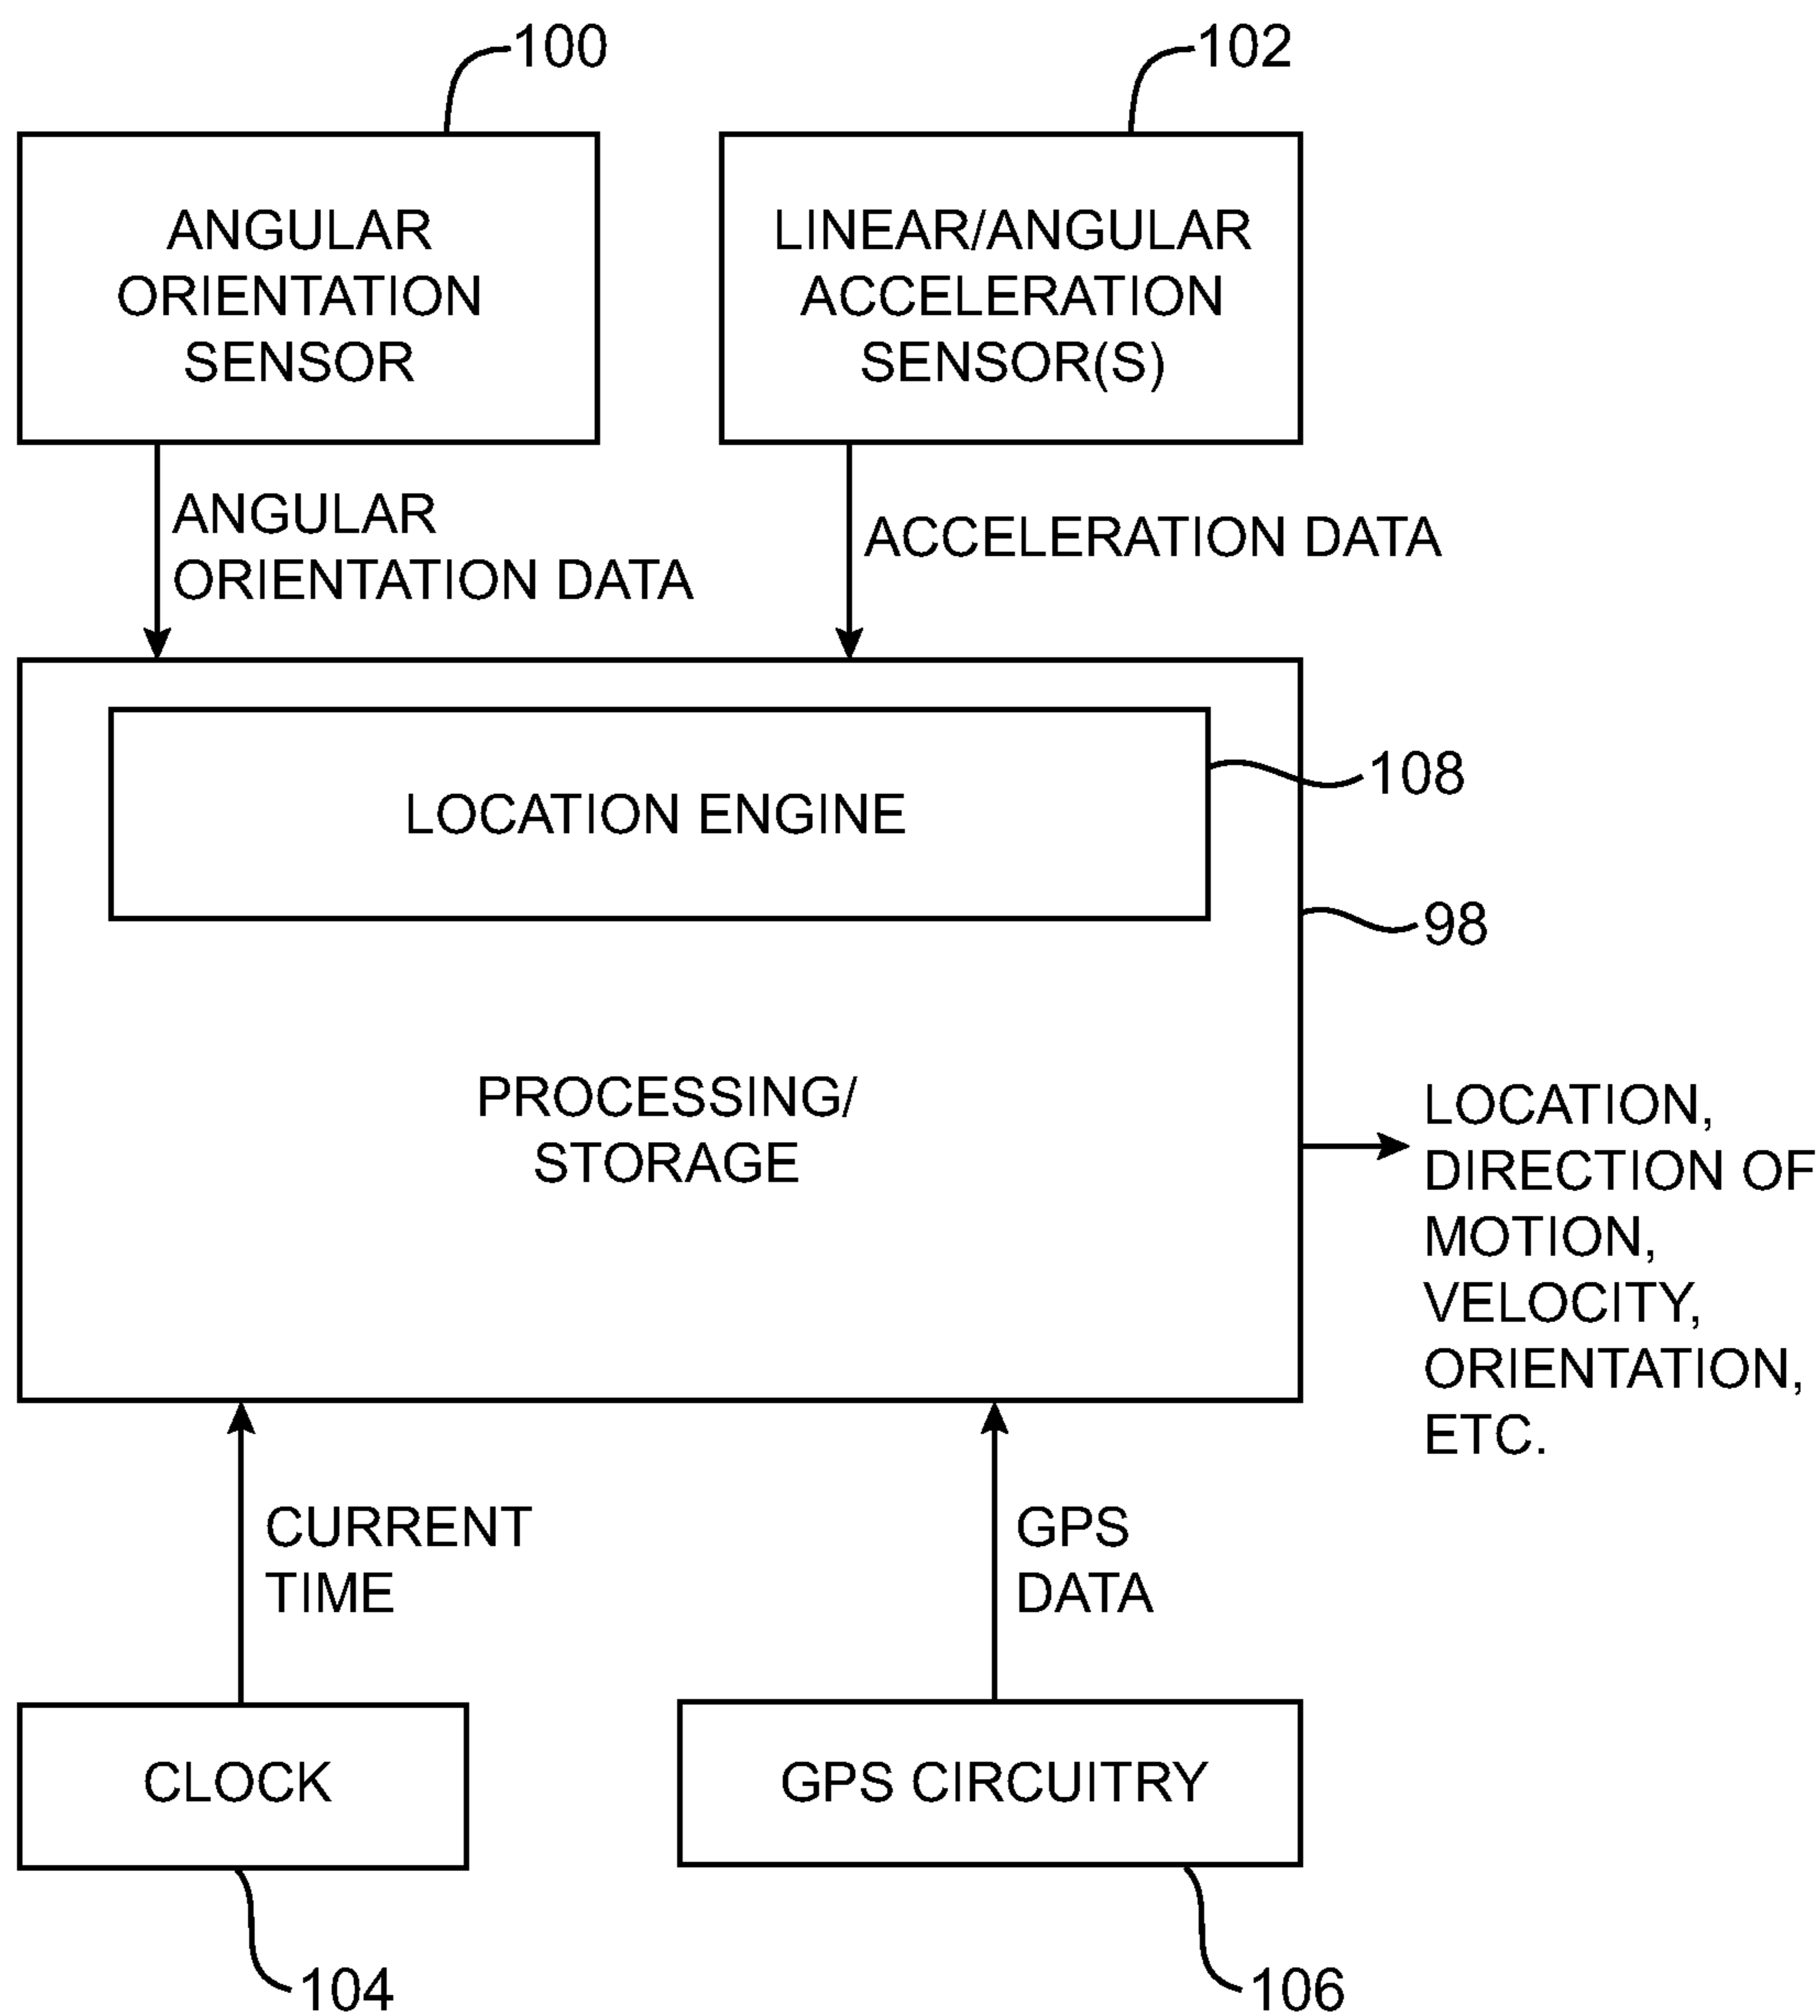 100
102
ANGULAR
ORIENTATION
SENSOR
LINEAR/ANGULAR
ACCELERATION
SENSOR(S)
ANGULAR
ORIENTATION DATA
ACCELERATION DATA
LOCATION ENGINE
108
98
PROCESSING/
STORAGE
LOCATION,
DIRECTION OF
MOTION,
VELOCITY,
ORIENTATION,
ETC.
CURRENT
TIME
GPS
DATA
CLOCK
GPS CIRCUITRY
104
106